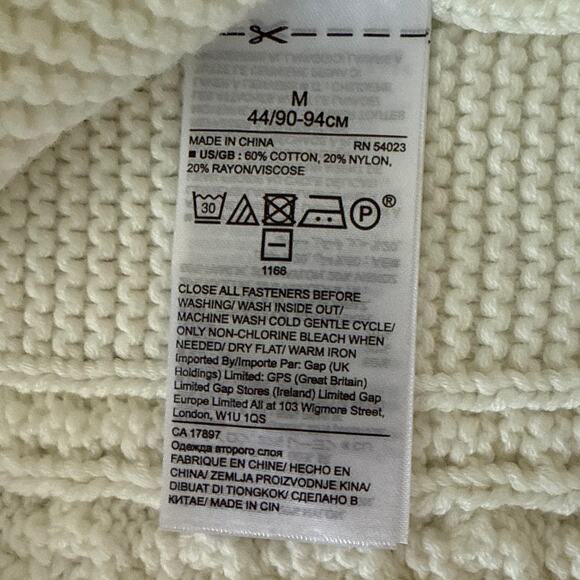 M
44/90-94CM
MADE IN CHINA RN 54023
■ US/GB : 60% COTTON, 20% NYLON,
20% RAYON/VISCOSE
30 P ®
1168
CLOSE ALL FASTENERS BEFORE
WASHING/ WASH INSIDE OUT/
MACHINE WASH COLD GENTLE CYCLE/
ONLY NON-CHLORINE BLEACH WHEN
NEEDED/ DRY FLAT/ WARM IRON
Imported By/Importe Par: Gap (UK
Holdings) Limited: GPS (Great Britain)
Limited Gap Stores (Ireland) Limited Gap
Europe Limited All at 103 Wigmore Street,
London, W1U 1QS
CA 17897
Одежда второго слоя
FABRIQUE EN CHINE/ HECHO EN
CHINA/ ZEMLJA PROIZVODNJE KINA/
DIBUAT DI TIONGKOK/ СДЕЛАНО В
КИТАЕ/ MADE IN CIN